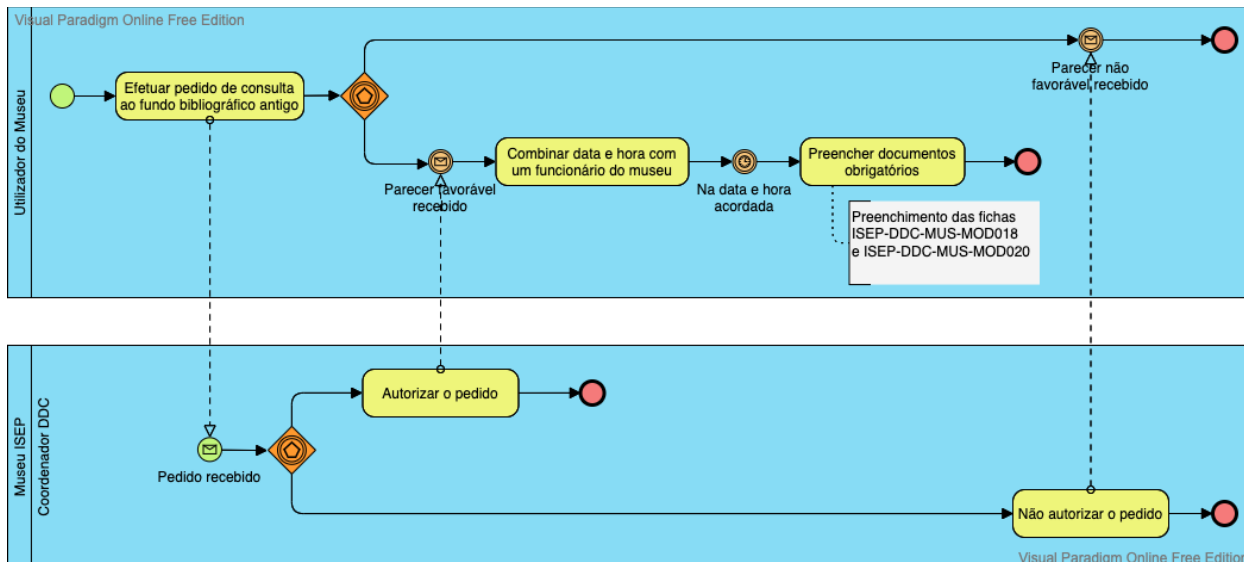 Visual Paradigm Online Free Edition
Utilizador do Museu
Efetuar pedido de consulta
ao fundo bibliográfico antigo
Parecer não
favorável recebido
Parecer favorável
recebido
Combinar data e hora com
um funcionário do museu
Na data e hora
acordada
Preencher documentos
obrigatórios
Preenchimento das fichas
ISEP-DDC-MUS-MOD018
e ISEP-DDC-MUS-MOD020
Museu ISEP
Coordenador DDC
Autorizar o pedido
Pedido recebido
Não autorizar o pedido
Visual Paradigm Online Free Edition